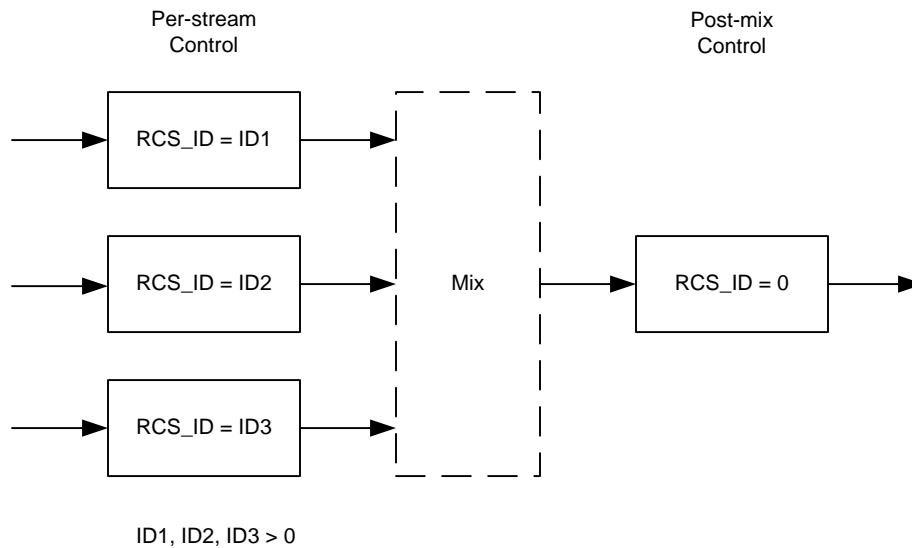 Per-stream
Control
Post-mix
Control
RCS_ID = ID1
RCS_ID = ID2
Mix
RCS_ID = 0
RCS_ID = ID3
ID1, ID2, ID3 > 0